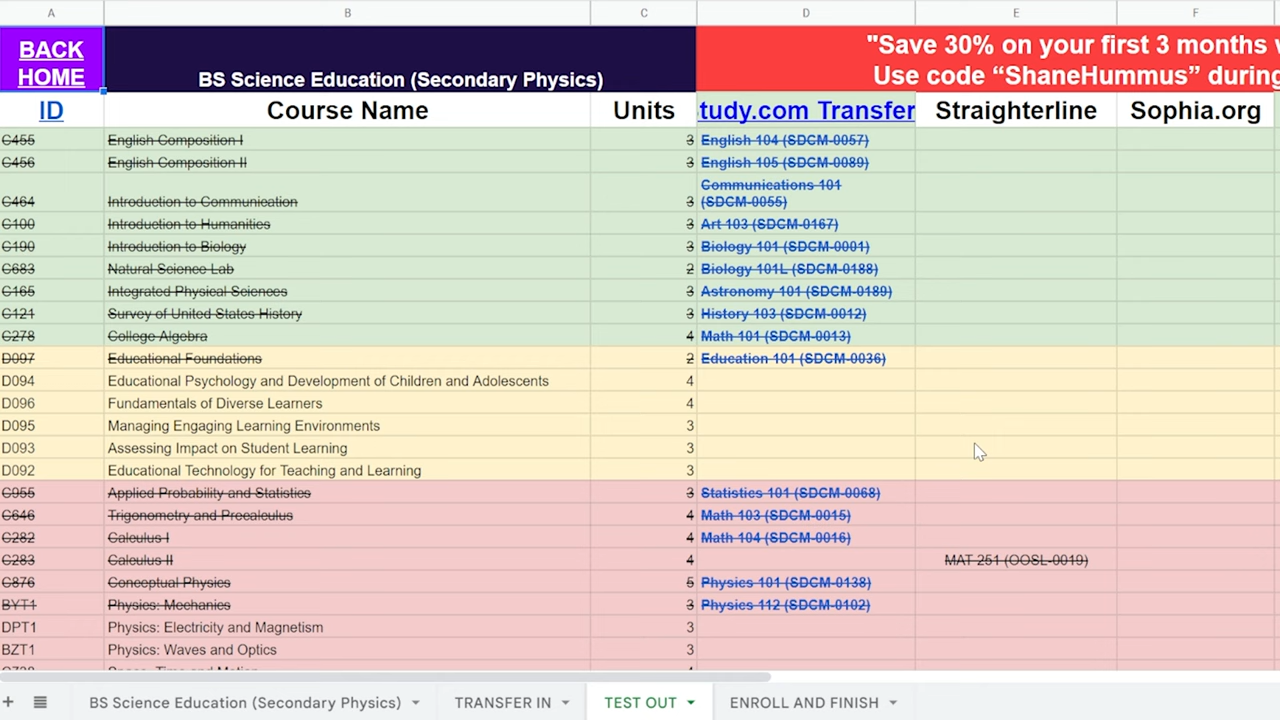 A B C D E F
BACK HOME BS Science Education (Secondary Physics) "Save 30% on your first 3 months
Use code “ShaneHummus” during
ID Course Name Units tudy.com Transfer Straighterline Sophia.org
C455 English Composition I 3 English 104 (SDCM-0057)
C456 English Composition II 3 English 105 (SDCM-0089)
C464 Introduction to Communication 3 Communications 101 (SDCM-0055)
C100 Introduction to Humanities 3 Art 103 (SDCM-0167)
C190 Introduction to Biology 3 Biology 101 (SDCM-0001)
C683 Natural Science Lab 2 Biology 101L (SDCM-0188)
C165 Integrated Physical Sciences 3 Astronomy 101 (SDCM-0189)
C121 Survey of United States History 3 History 103 (SDCM-0012)
C278 College Algebra 4 Math 101 (SDCM-0013)
D097 Educational Foundations 2 Education 101 (SDCM-0036)
D094 Educational Psychology and Development of Children and Adolescents 4
D096 Fundamentals of Diverse Learners 4
D095 Managing Engaging Learning Environments 3
D093 Assessing Impact on Student Learning 3
D092 Educational Technology for Teaching and Learning 3
C955 Applied Probability and Statistics 3 Statistics 101 (SDCM-0068)
C646 Trigonometry and Precalculus 4 Math 103 (SDCM-0015)
C282 Calculus I 4 Math 104 (SDCM-0016)
C283 Calculus II 4 MAT 251 (OOSL-0019)
C876 Conceptual Physics 5 Physics 101 (SDCM-0138)
BYT1 Physics: Mechanics 3 Physics 112 (SDCM-0102)
DPT1 Physics: Electricity and Magnetism 3
BZT1 Physics: Waves and Optics 3
Space, Time and Motion
BS Science Education (Secondary Physics) TRANSFER IN TEST OUT ENROLL AND FINISH